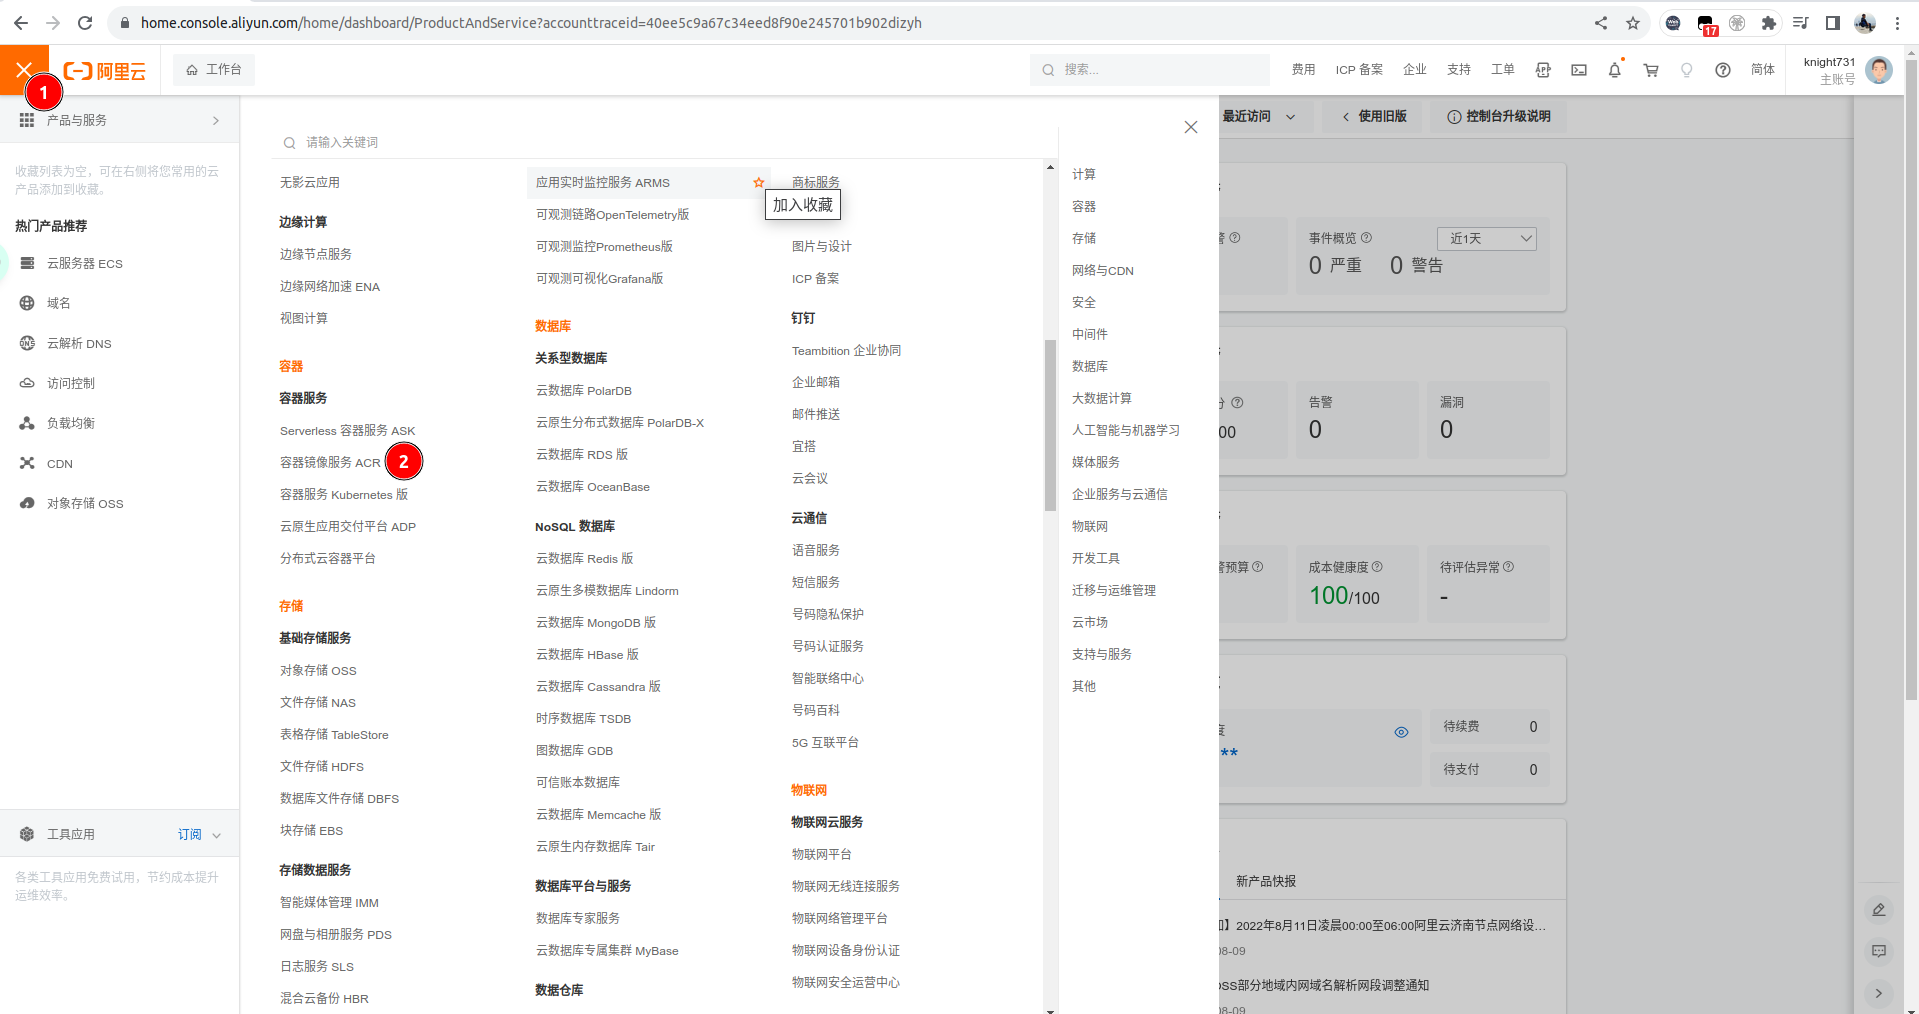 home.console.aliyun.com/home/dashboard/ProductAndService?accounttraceid=40ee5c9a67c34eed8f90e245701b902dizyh
17
阿里云
工作台
搜索...
费用
ICP 备案
企业
支持
工单
简体
knight731
主账号
1
产品与服务
收藏列表为空，可在右侧将您常用的云
产品添加到收藏。
热门产品推荐
云服务器 ECS
域名
云解析 DNS
访问控制
负载均衡
CDN
对象存储 OSS
工具应用
订阅
各类工具应用免费试用，节约成本提升
运维效率。
请输入关键词
无影云应用
边缘计算
边缘节点服务
边缘网络加速 ENA
视图计算
容器
容器服务
Serverless 容器服务 ASK
容器镜像服务 ACR
2
容器服务 Kubernetes 版
云原生应用交付平台 ADP
分布式云容器平台
存储
基础存储服务
对象存储 OSS
文件存储 NAS
表格存储 TableStore
文件存储 HDFS
数据库文件存储 DBFS
块存储 EBS
存储数据服务
智能媒体管理 IMM
网盘与相册服务 PDS
日志服务 SLS
混合云备份 HBR
应用实时监控服务 ARMS
可观测链路OpenTelemetry版
可观测监控Prometheus版
可观测可视化Grafana版
数据库
关系型数据库
云数据库 PolarDB
云原生分布式数据库 PolarDB-X
云数据库 RDS 版
云数据库 OceanBase
NoSQL 数据库
云数据库 Redis 版
云原生多模数据库 Lindorm
云数据库 MongoDB 版
云数据库 HBase 版
云数据库 Cassandra 版
时序数据库 TSDB
图数据库 GDB
可信账本数据库
云数据库 Memcache 版
云原生内存数据库 Tair
数据库平台与服务
数据库专家服务
云数据库专属集群 MyBase
数据仓库
商标服务
加入收藏
图片与设计
ICP 备案
钉钉
Teambition 企业协同
企业邮箱
邮件推送
宜搭
云会议
云通信
语音服务
短信服务
号码隐私保护
号码认证服务
智能联络中心
号码百科
5G 互联平台
物联网
物联网云服务
物联网平台
物联网无线连接服务
物联网络管理平台
物联网设备身份认证
物联网安全运营中心
计算
容器
存储
网络与CDN
安全
中间件
数据库
大数据计算
人工智能与机器学习
媒体服务
企业服务与云通信
物联网
开发工具
迁移与运维管理
云市场
支持与服务
其他
最近访问
使用旧版
控制台升级说明
事件概览
近1天
0 严重
0 警告
告警
漏洞
00
0
0
预算
成本健康度
待评估异常
100/100
-
度
**
待续费
0
待支付
0
新产品快报
】2022年8月11日凌晨00:00至06:00阿里云济南节点网络设...
08-09
OSS部分地域内网域名解析网段调整通知
08-09